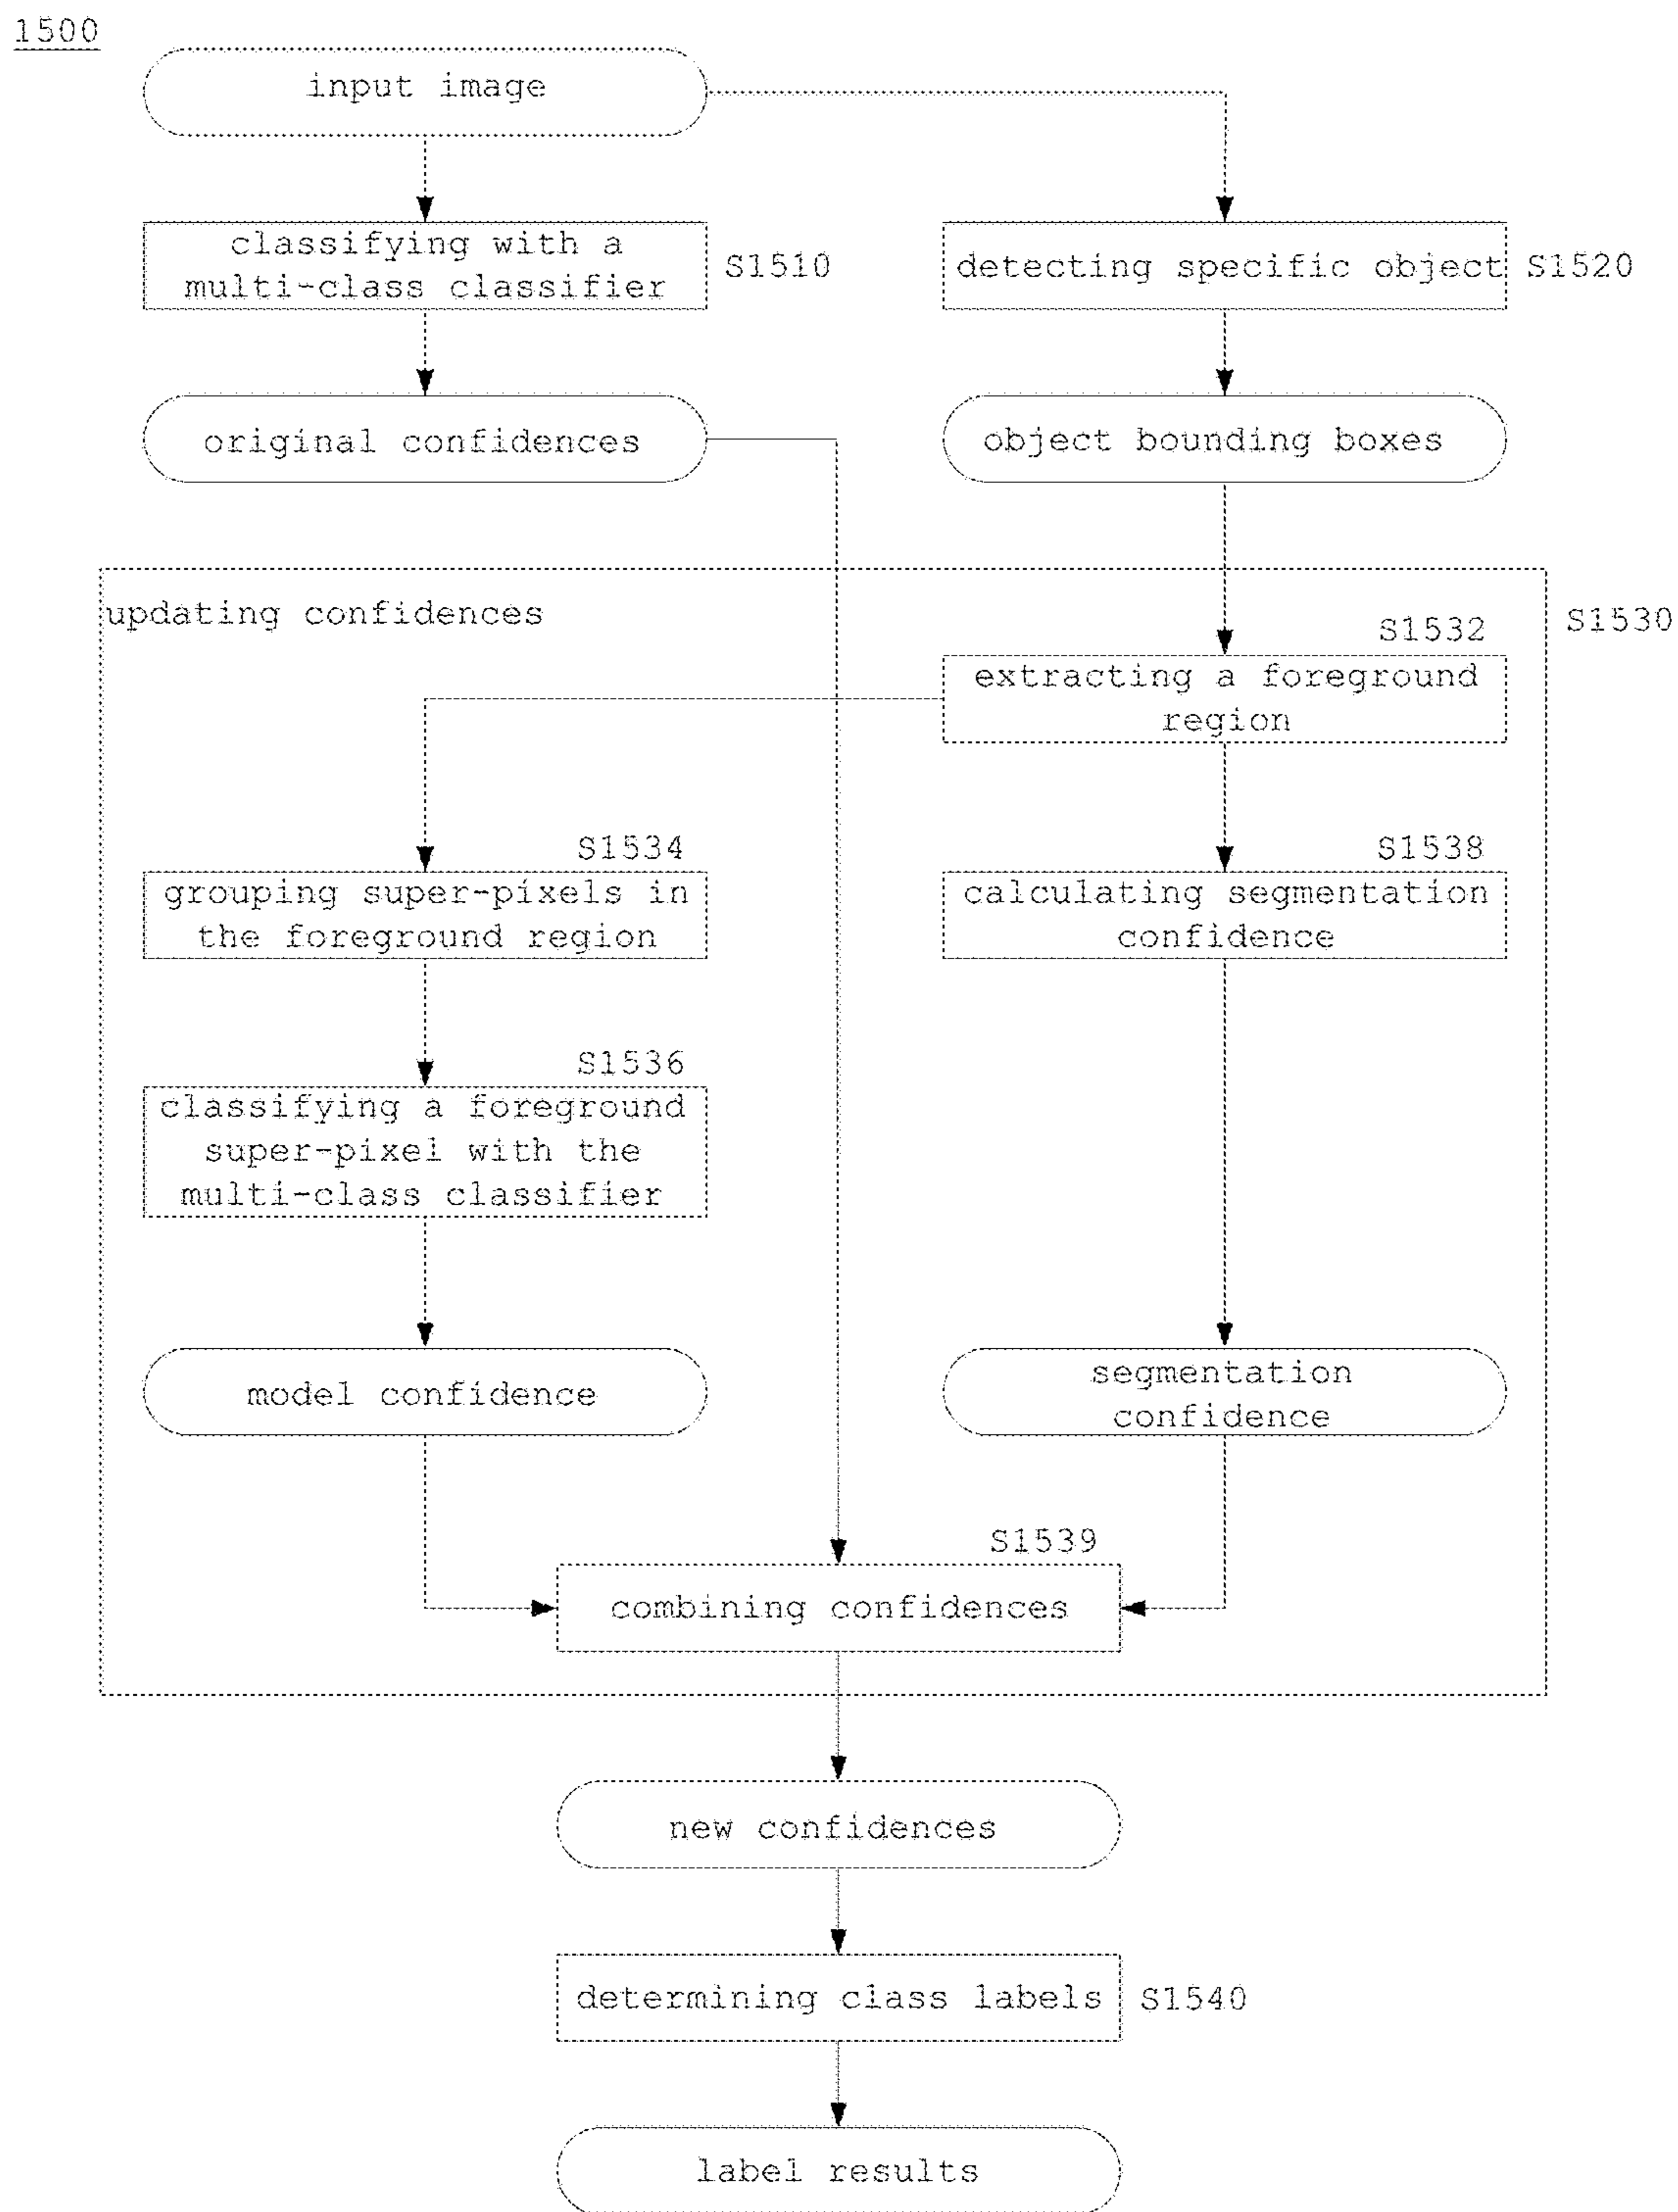 1500
input image
classifying with a
multi-class classifier
S1510
detecting specific object
S1520
original confidences
object bounding boxes
updating confidences
S1530
S1532
extracting a foreground
region
S1534
grouping super-pixels in
the foreground region
S1538
calculating segmentation
confidence
S1536
classifying a foreground
super-pixel with the
multi-class classifier
model confidence
segmentation
confidence
S1539
combining confidences
new confidences
determining class labels
S1540
label results